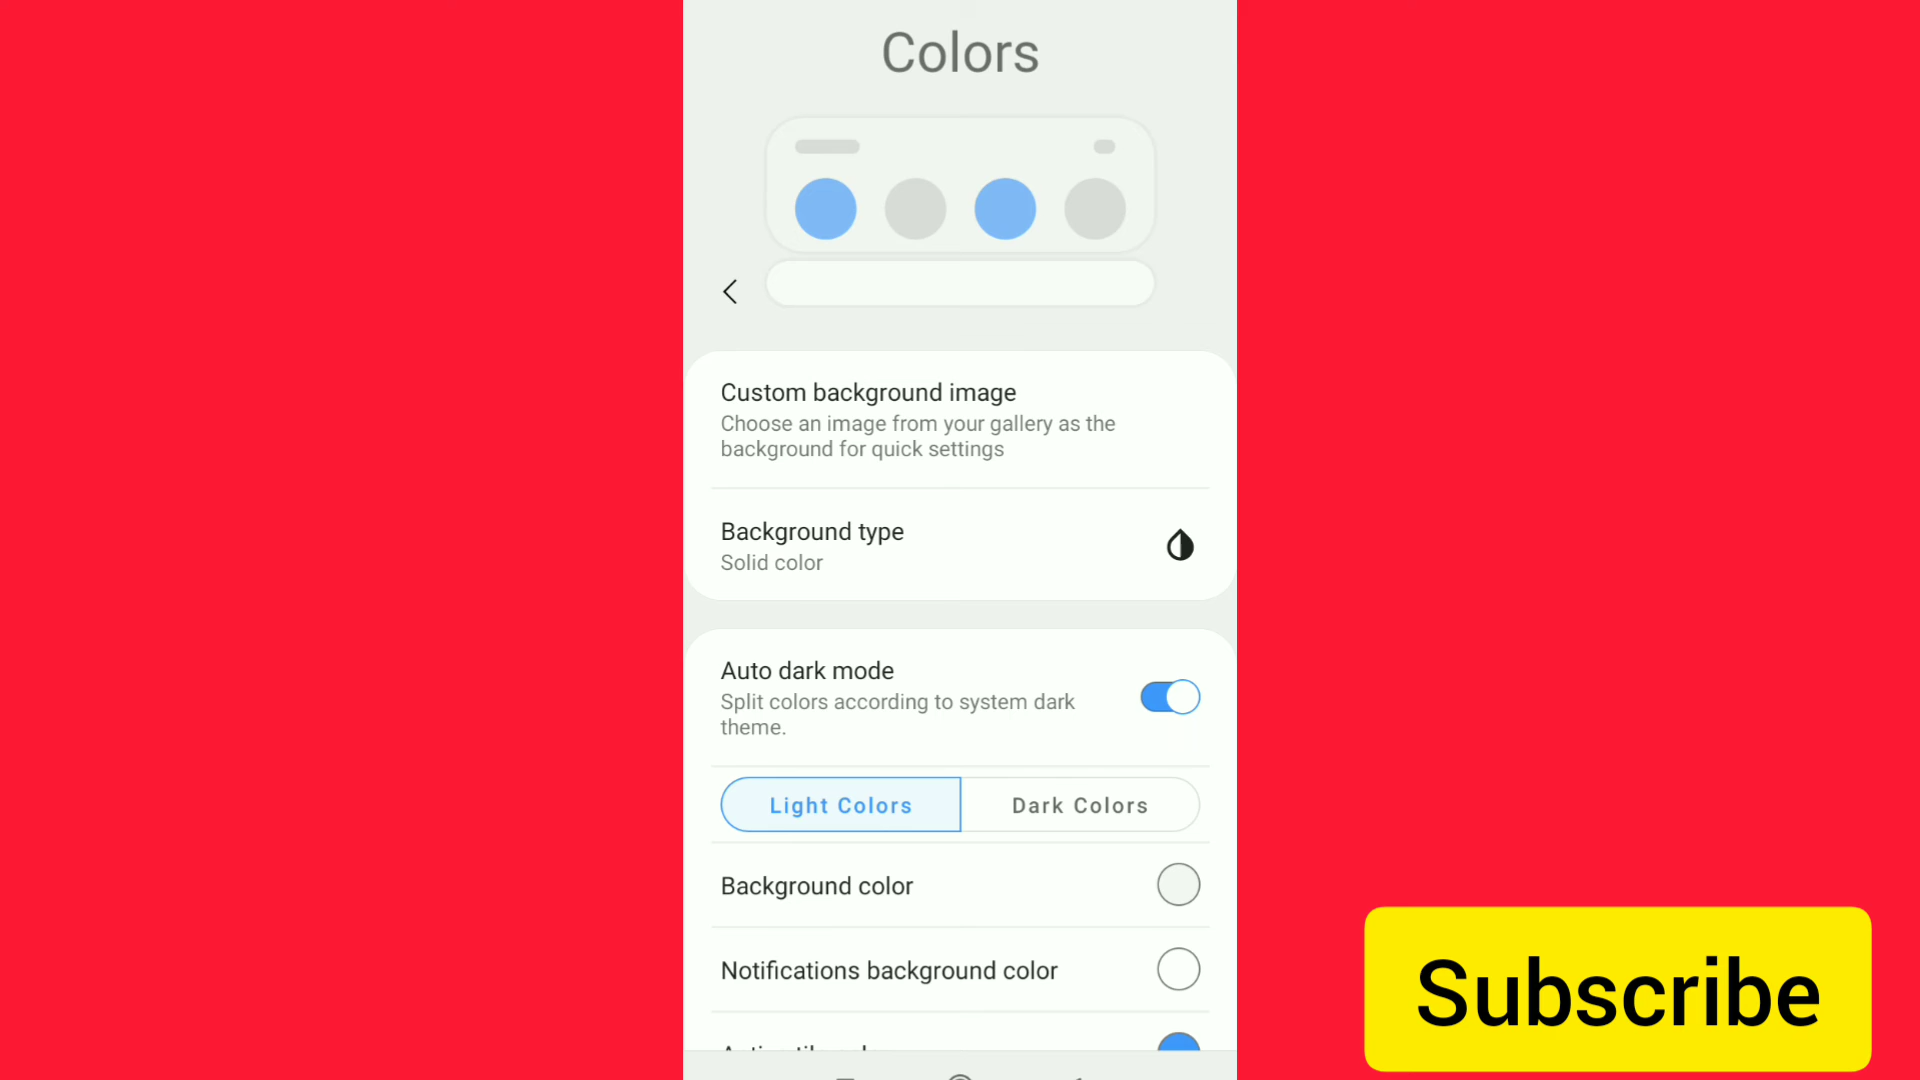 Colors
Custom background image
Choose an image from your gallery as the
background for quick settings
Background type
Solid color
Auto dark mode
Split colors according to system dark
theme.
Light Colors
Dark Colors
Background color
Notifications background color
Subscribe